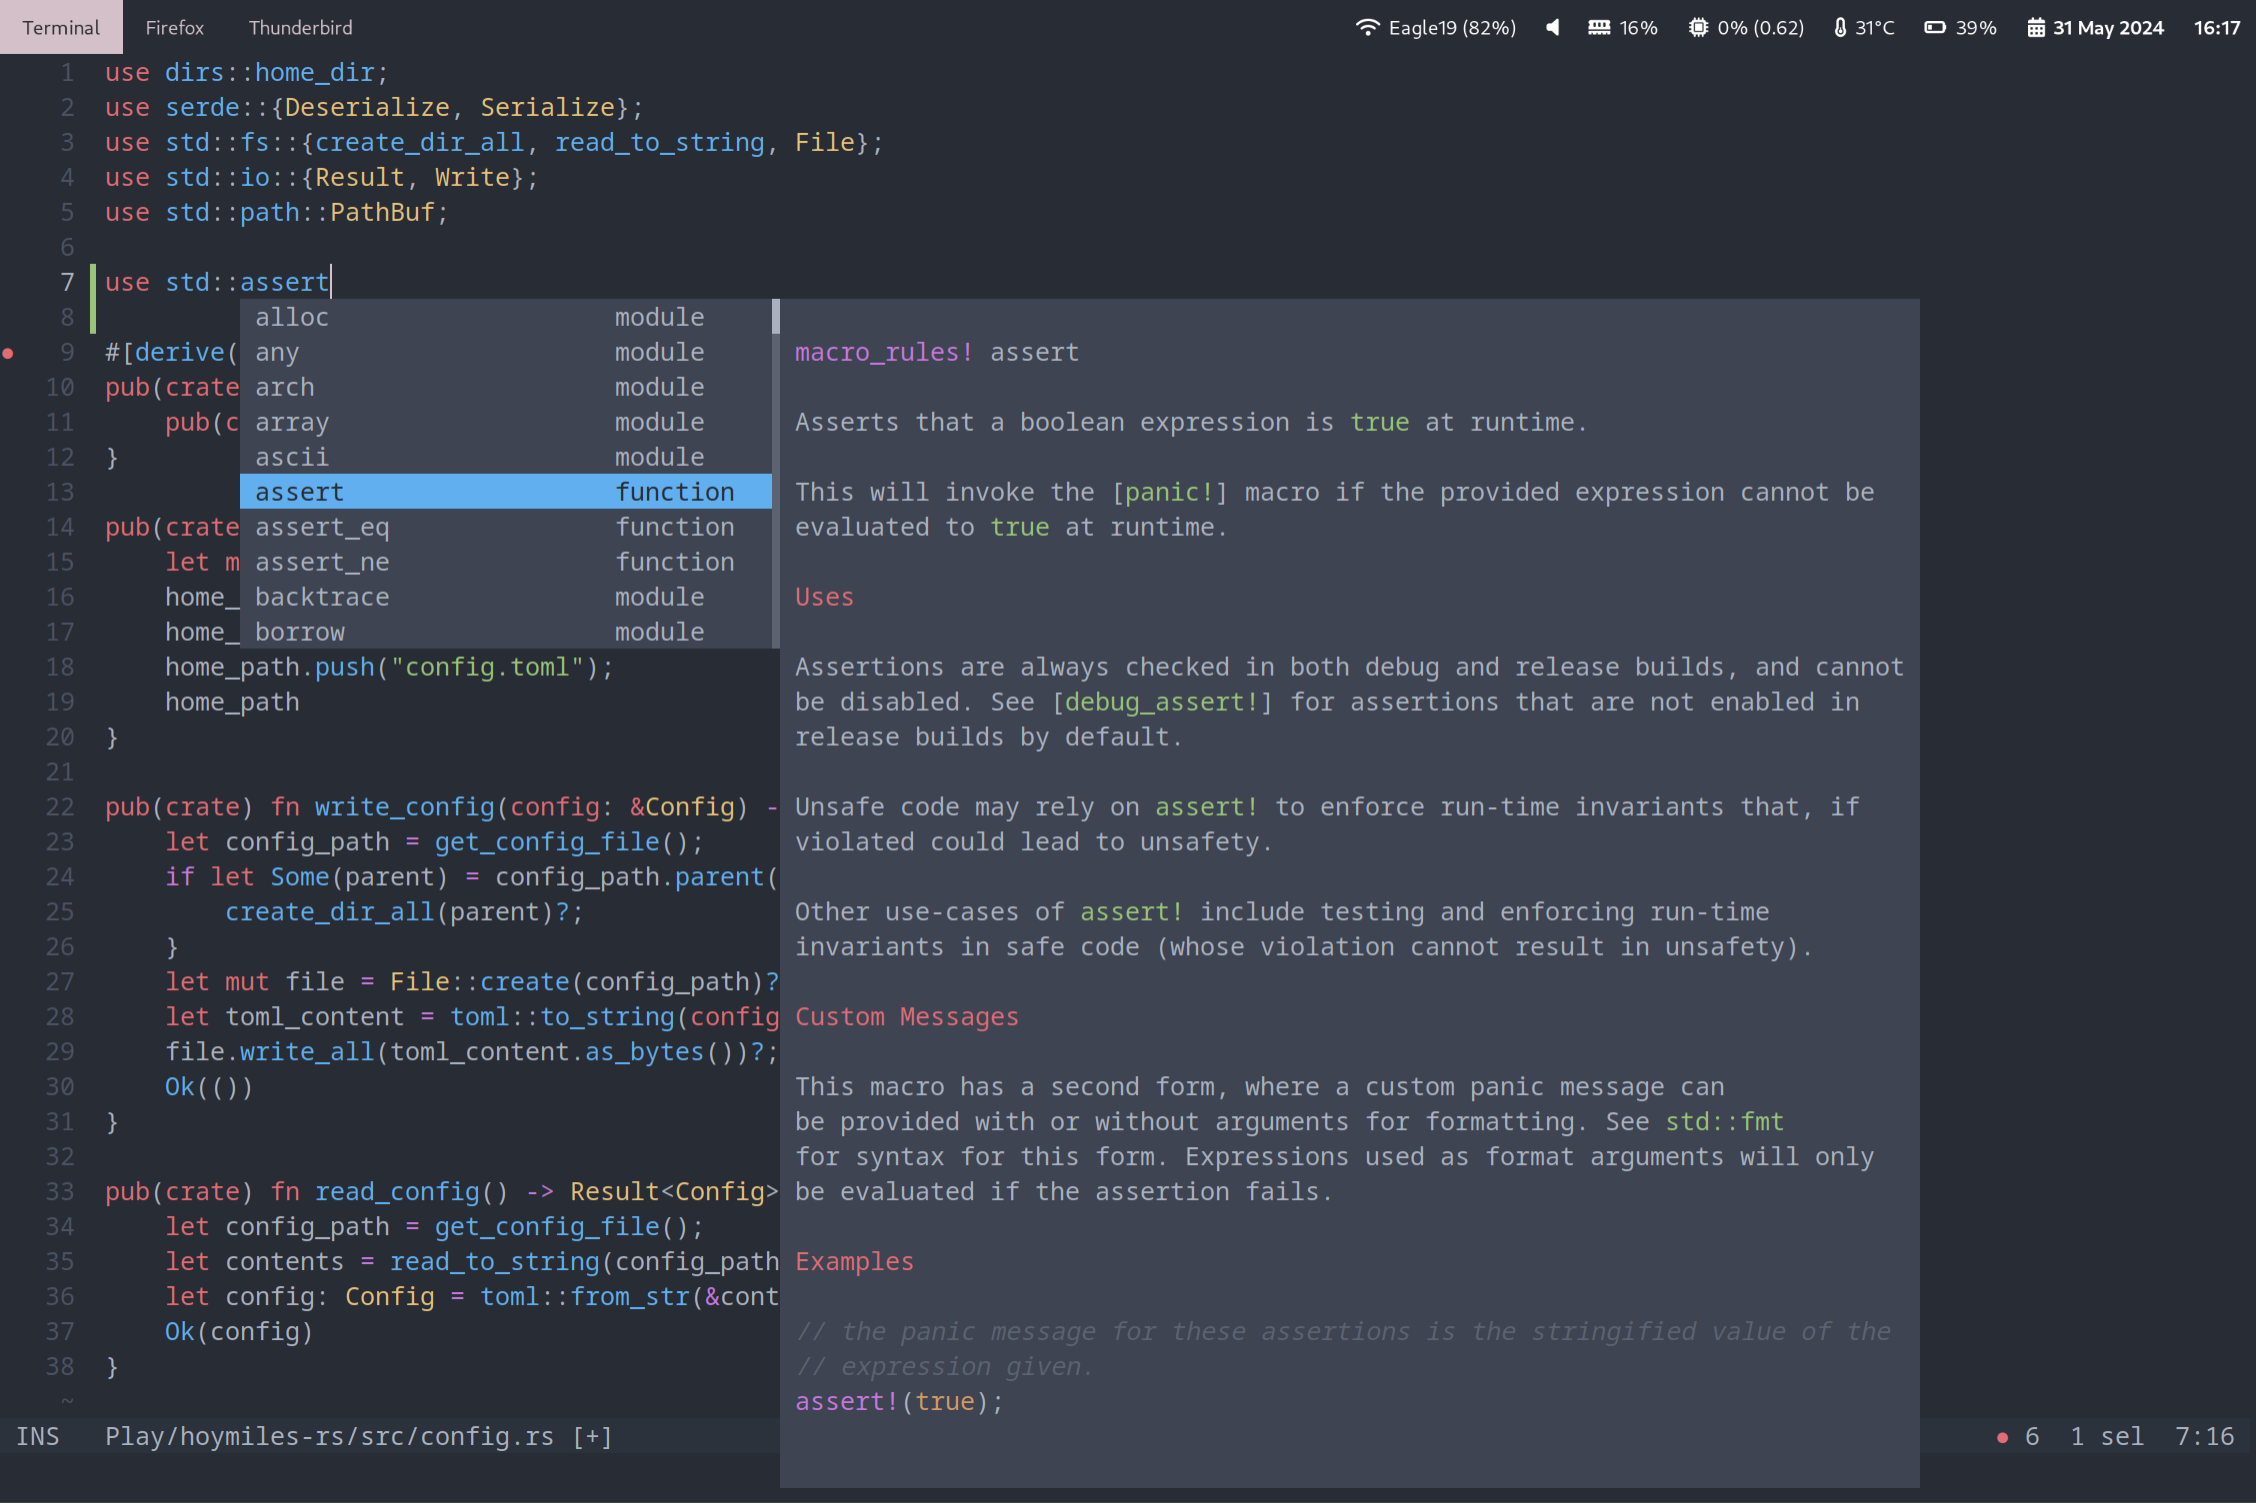 Terminal Firefox Thunderbird Eagle19 (82%) 16% 0% (0.62) 31°C 39% 31 May 2024 16:17
1 use dirs::home_dir;
2 use serde::{Deserialize, Serialize};
3 use std::fs::{create_dir_all, read_to_string, File};
4 use std::io::{Result, Write};
5 use std::path::PathBuf;
6
7 use std::assert
8 alloc module
9 #[derive( any module macro_rules! assert
10 pub(crate arch module
11 pub(c array module Asserts that a boolean expression is true at runtime.
12 } ascii module
13 assert function This will invoke the [panic!] macro if the provided expression cannot be
14 pub(crate assert_eq function evaluated to true at runtime.
15 let m assert_ne function
16 home_ backtrace module Uses
17 home_ borrow module
18 home_path.push("config.toml"); Assertions are always checked in both debug and release builds, and cannot
19 home_path be disabled. See [debug_assert!] for assertions that are not enabled in
20 } release builds by default.
21
22 pub(crate) fn write_config(config: &Config) - Unsafe code may rely on assert! to enforce run-time invariants that, if
23 let config_path = get_config_file(); violated could lead to unsafety.
24 if let Some(parent) = config_path.parent(
25 create_dir_all(parent)?; Other use-cases of assert! include testing and enforcing run-time
26 } invariants in safe code (whose violation cannot result in unsafety).
27 let mut file = File::create(config_path)?
28 let toml_content = toml::to_string(config Custom Messages
29 file.write_all(toml_content.as_bytes())?;
30 Ok(()) This macro has a second form, where a custom panic message can
31 } be provided with or without arguments for formatting. See std::fmt
32 for syntax for this form. Expressions used as format arguments will only
33 pub(crate) fn read_config() -> Result<Config> be evaluated if the assertion fails.
34 let config_path = get_config_file();
35 let contents = read_to_string(config_path Examples
36 let config: Config = toml::from_str(&cont
37 Ok(config) // the panic message for these assertions is the stringified value of the
38 } // expression given.
~ assert!(true);
INS Play/hoymiles-rs/src/config.rs [+] 6 1 sel 7:16